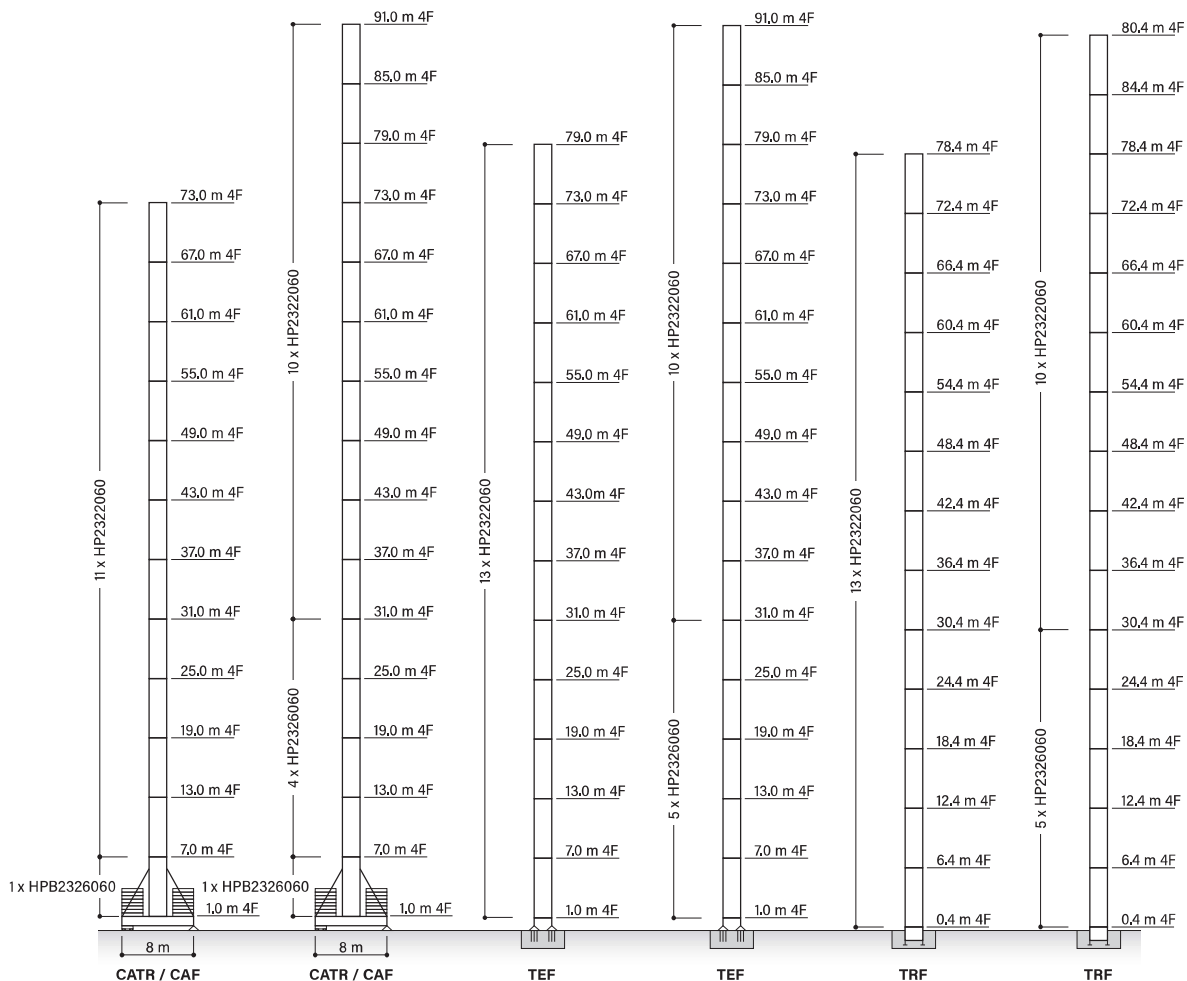 91.0 m 4F
85.0 m 4F
79.0 m 4F
73.0 m 4F
67.0 m 4F
61.0 m 4F
55.0 m 4F
49.0 m 4F
43.0 m 4F
37.0 m 4F
31.0 m 4F
25.0 m 4F
19.0 m 4F
13.0 m 4F
7.0 m 4F
1.0 m 4F
11 x HP2322060
1 x HPB2326060
8 m
CATR / CAF
73.0 m 4F
67.0 m 4F
61.0 m 4F
55.0 m 4F
49.0 m 4F
43.0 m 4F
37.0 m 4F
31.0 m 4F
25.0 m 4F
19.0 m 4F
13.0 m 4F
7.0 m 4F
1.0 m 4F
10 x HP2322060
4 x HP2326060
1 x HPB2326060
8 m
CATR / CAF
79.0 m 4F
73.0 m 4F
67.0 m 4F
61.0 m 4F
55.0 m 4F
49.0 m 4F
43.0m 4F
37.0 m 4F
31.0 m 4F
25.0 m 4F
19.0 m 4F
13.0 m 4F
7.0 m 4F
1.0 m 4F
13 x HP2322060
TEF
91.0 m 4F
85.0 m 4F
79.0 m 4F
73.0 m 4F
67.0 m 4F
61.0 m 4F
55.0 m 4F
49.0 m 4F
43.0 m 4F
37.0 m 4F
31.0 m 4F
25.0 m 4F
19.0 m 4F
13.0 m 4F
7.0 m 4F
1.0 m 4F
10 x HP2322060
5 x HP2326060
TEF
78.4 m 4F
72.4 m 4F
66.4 m 4F
60.4 m 4F
54.4 m 4F
48.4 m 4F
42.4 m 4F
36.4 m 4F
30.4 m 4F
24.4 m 4F
18.4 m 4F
12.4 m 4F
6.4 m 4F
0.4 m 4F
13 x HP2322060
TRF
80.4 m 4F
84.4 m 4F
78.4 m 4F
72.4 m 4F
66.4 m 4F
60.4 m 4F
54.4 m 4F
48.4 m 4F
42.4 m 4F
36.4 m 4F
30.4 m 4F
24.4 m 4F
18.4 m 4F
12.4 m 4F
6.4 m 4F
0.4 m 4F
10 x HP2322060
5 x HP2326060
TRF